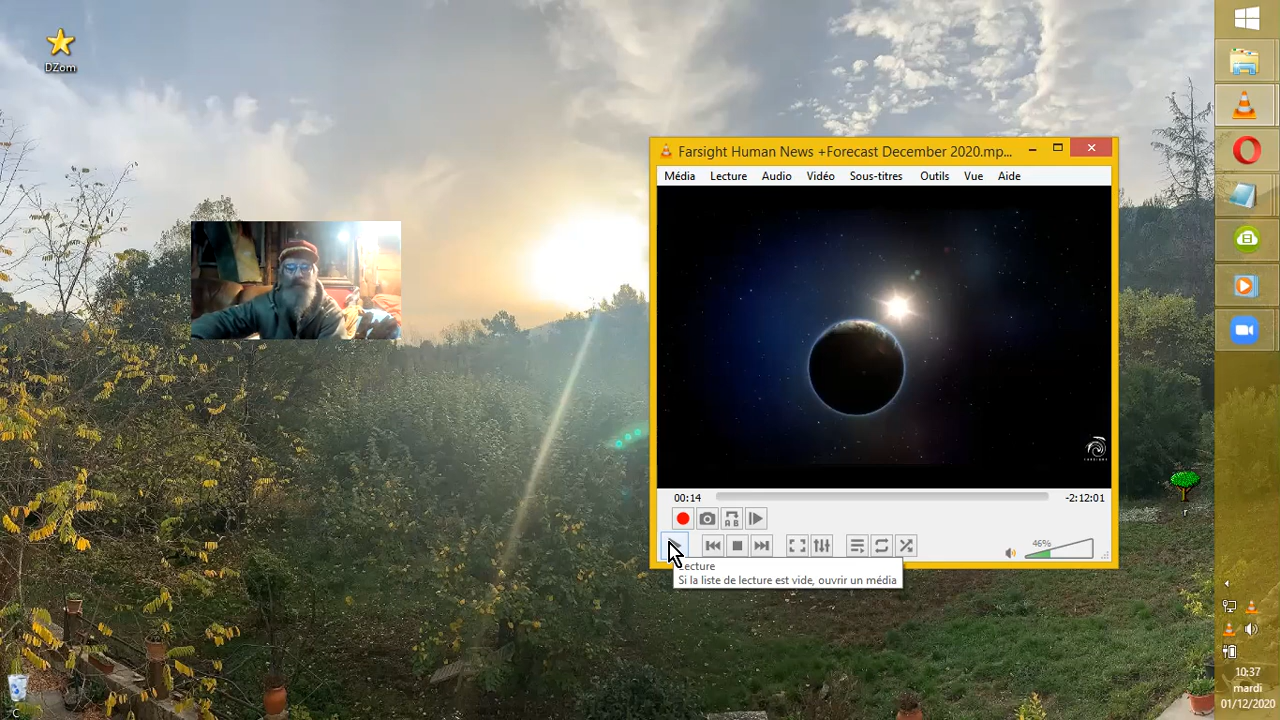 DZom
Farsight Human News +Forecast December 2020.mp...
Média Lecture Audio Vidéo Sous-titres Outils Vue Aide
00:14
-2:12:01
46%
Lecture
Si la liste de lecture est vide, ouvrir un média
r
C
10:37
mardi
01/12/2020